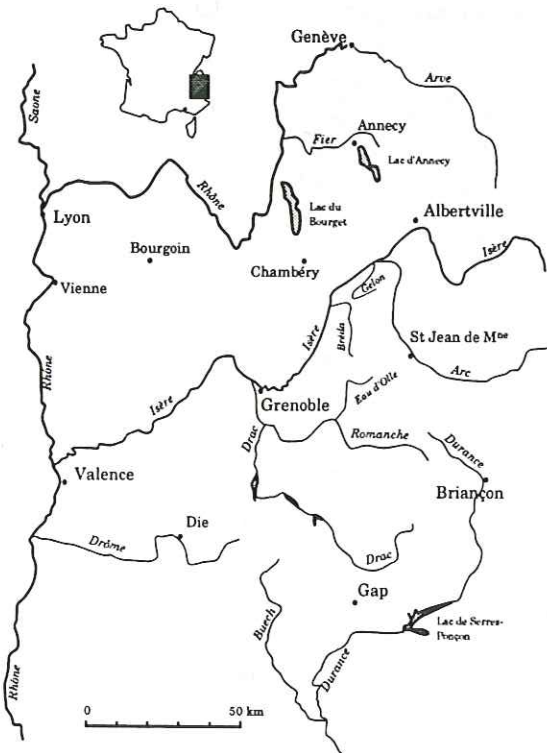 Genève
Saone
Arve
Annecy
Fier
Lac d'Annecy
Rhône
Lyon
Lac du
Bourget
Albertville
Bourgoin
Chambéry
Isère
Vienne
Gelon
Bréda
Isère
St Jean de Mne
Rhône
Arc
Isère
Eau d'Olle
Grenoble
Drac
Romanche
Durance
Valence
Briançon
Die
Drôme
Drac
Gap
Buech
Lac de Serres-
Ponçon
Durance
Rhône
0 50 km